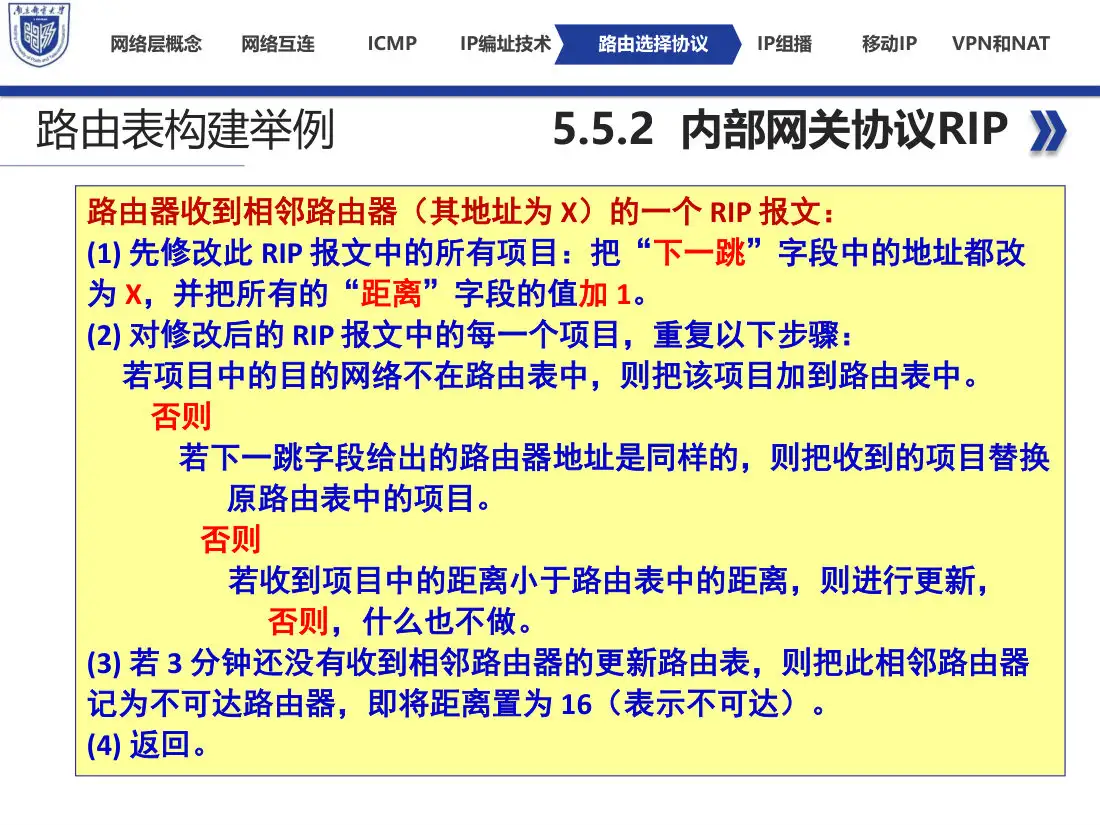 网络层概念 网络互连 ICMP IP编址技术 路由选择协议 IP组播 移动IP VPN和NAT
路由表构建举例 5.5.2 内部网关协议RIP
路由器收到相邻路由器（其地址为 X）的一个 RIP 报文：
(1) 先修改此 RIP 报文中的所有项目：把“下一跳”字段中的地址都改
为 X，并把所有的“距离”字段的值加 1。
(2) 对修改后的 RIP 报文中的每一个项目，重复以下步骤：
若项目中的目的网络不在路由表中，则把该项目加到路由表中。
否则
若下一跳字段给出的路由器地址是同样的，则把收到的项目替换
原路由表中的项目。
否则
若收到项目中的距离小于路由表中的距离，则进行更新，
否则，什么也不做。
(3) 若 3 分钟还没有收到相邻路由器的更新路由表，则把此相邻路由器
记为不可达路由器，即将距离置为 16（表示不可达）。
(4) 返回。